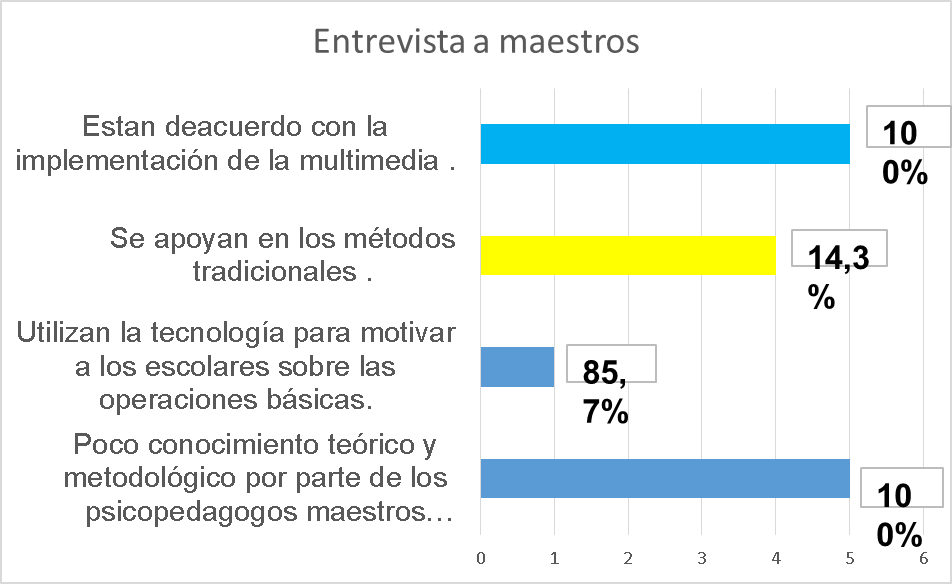 Entrevista a maestros
Estan deacuerdo con la
implementación de la multimedia .
10
0%
Se apoyan en los métodos
tradicionales .
14,3
%
Utilizan la tecnología para motivar
a los escolares sobre las
operaciones básicas.
85,
7%
Poco conocimiento teórico y
metodológico por parte de los
psicopedagogos maestros…
10
0%
0 1 2 3 4 5 6